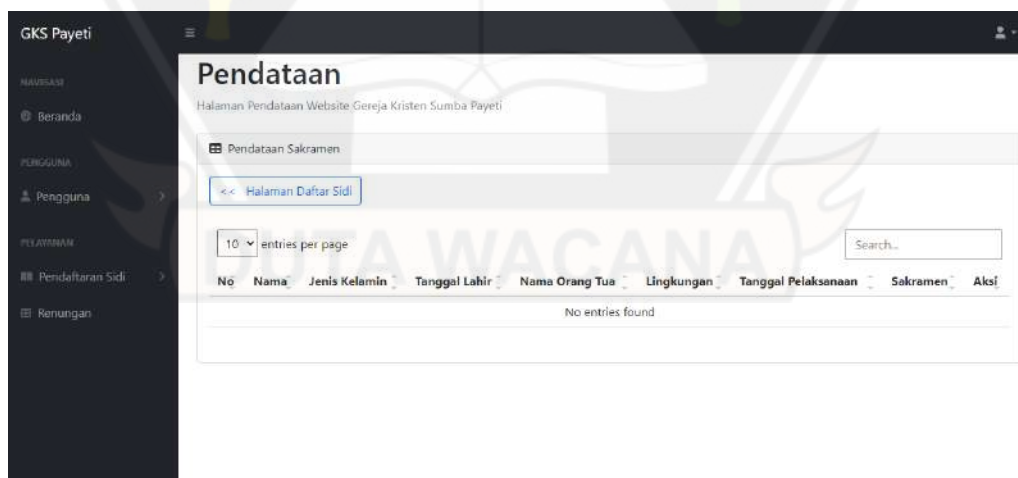 GKS Payeti
NAVIGASI
Beranda
PENGGUNA
Pengguna
PELAYANAN
Pendaftaran Sidi
Renungan
Pendataan
Halaman Pendataan Website Gereja Kristen Sumba Payeti
Pendataan Sakramen
<< Halaman Daftar Sidi
10 entries per page
Search...
No Nama Jenis Kelamin Tanggal Lahir Nama Orang Tua Lingkungan Tanggal Pelaksanaan Sakramen Aksi
No entries found
DUTA WACANA